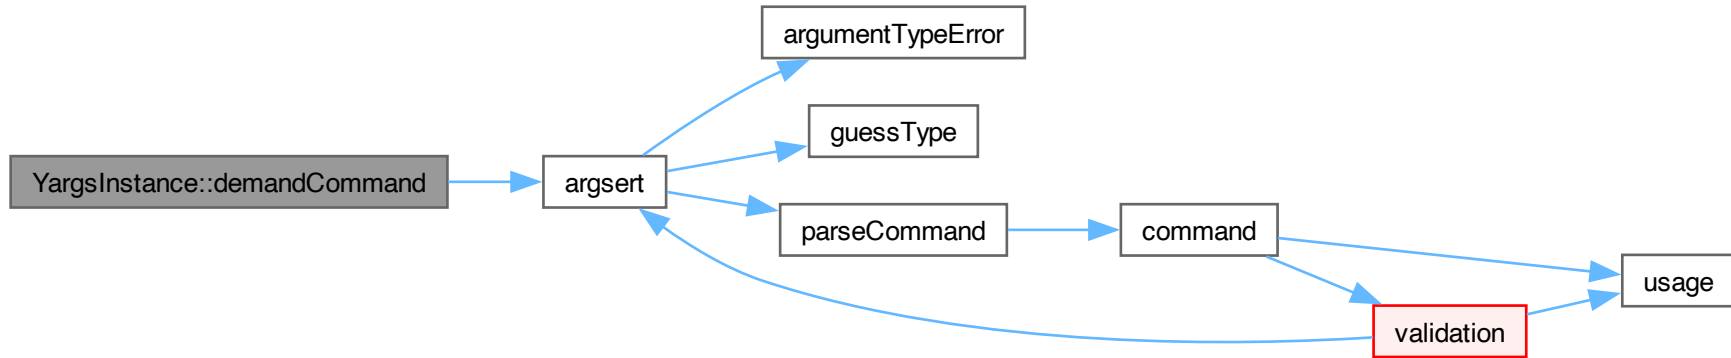 YargsInstance::demandCommand
argsert
argumentTypeError
guessType
parseCommand
command
usage
validation